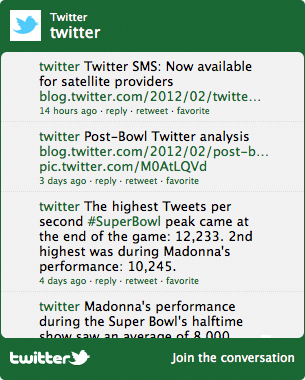 Twitter
twitter
twitter Twitter SMS: Now available
for satellite providers
blog.twitter.com/2012/02/twitte...
14 hours ago · reply · retweet · favorite
twitter Post-Bowl Twitter analysis
blog.twitter.com/2012/02/post-b...
pic.twitter.com/M0AtLQVd
3 days ago · reply · retweet · favorite
twitter The highest Tweets per
second #SuperBowl peak came at
the end of the game: 12,233. 2nd
highest was during Madonna's
performance: 10,245.
4 days ago · reply · retweet · favorite
twitter Madonna's performance
during the Super Bowl's halftime
show saw an average of 8,000
twitter
Join the conversation